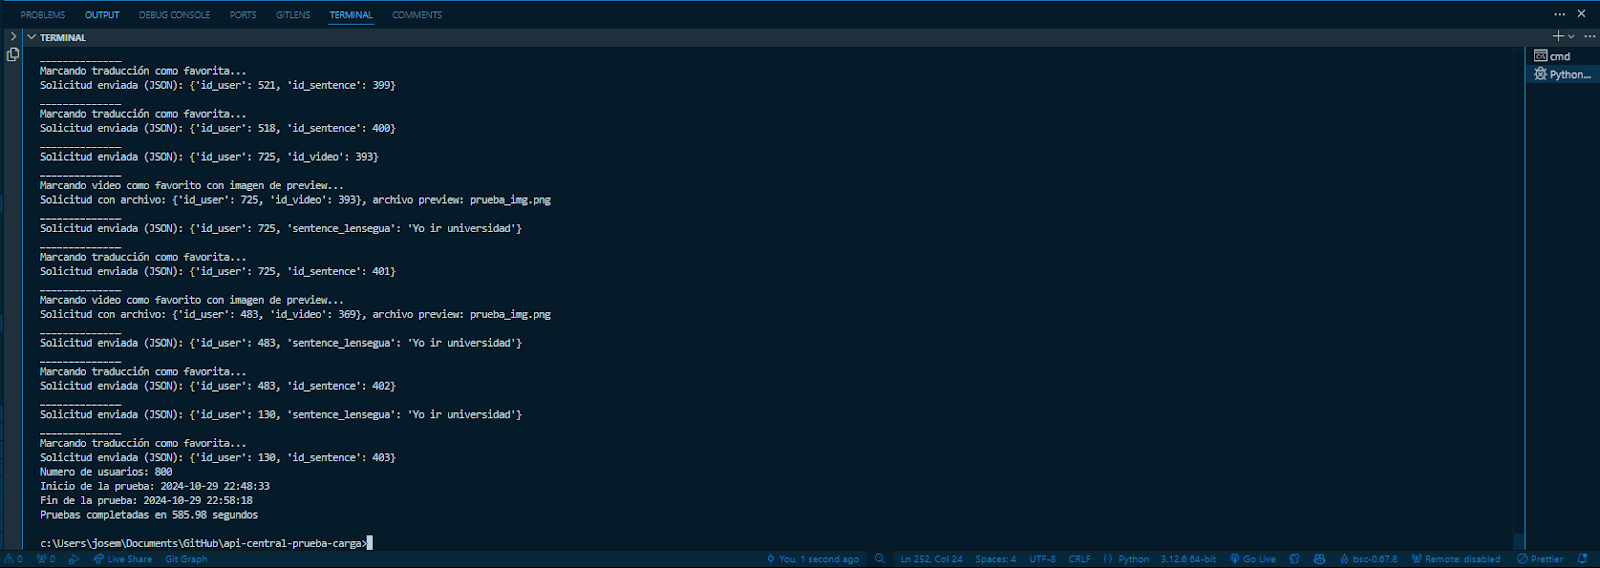 PROBLEMS OUTPUT DEBUG CONSOLE PORTS GITLENS TERMINAL COMMENTS
TERMINAL
cmd
Python...
______________
Marcando traducción como favorita...
Solicitud enviada (JSON): {'id_user': 521, 'id_sentence': 399}
______________
Marcando traducción como favorita...
Solicitud enviada (JSON): {'id_user': 518, 'id_sentence': 400}
______________
Solicitud enviada (JSON): {'id_user': 725, 'id_video': 393}
______________
Marcando video como favorito con imagen de preview...
Solicitud con archivo: {'id_user': 725, 'id_video': 393}, archivo preview: prueba_img.png
______________
Solicitud enviada (JSON): {'id_user': 725, 'sentence_lensegua': 'Yo ir universidad'}
______________
Marcando traducción como favorita...
Solicitud enviada (JSON): {'id_user': 725, 'id_sentence': 401}
______________
Marcando video como favorito con imagen de preview...
Solicitud con archivo: {'id_user': 483, 'id_video': 369}, archivo preview: prueba_img.png
______________
Solicitud enviada (JSON): {'id_user': 483, 'sentence_lensegua': 'Yo ir universidad'}
______________
Marcando traducción como favorita...
Solicitud enviada (JSON): {'id_user': 483, 'id_sentence': 402}
______________
Solicitud enviada (JSON): {'id_user': 130, 'sentence_lensegua': 'Yo ir universidad'}
______________
Marcando traducción como favorita...
Solicitud enviada (JSON): {'id_user': 130, 'id_sentence': 403}
Numero de usuarios: 800
Inicio de la prueba: 2024-10-29 22:48:33
Fin de la prueba: 2024-10-29 22:58:18
Pruebas completadas en 585.98 segundos
c:\Users\josem\Documents\GitHub\api-central-prueba-carga>
0 0 Live Share Git Graph You, 1 second ago Ln 252, Col 24 Spaces: 4 UTF-8 CRLF Python 3.12.6 64-bit Go Live bsc-0.67.8 Remote: disabled Prettier